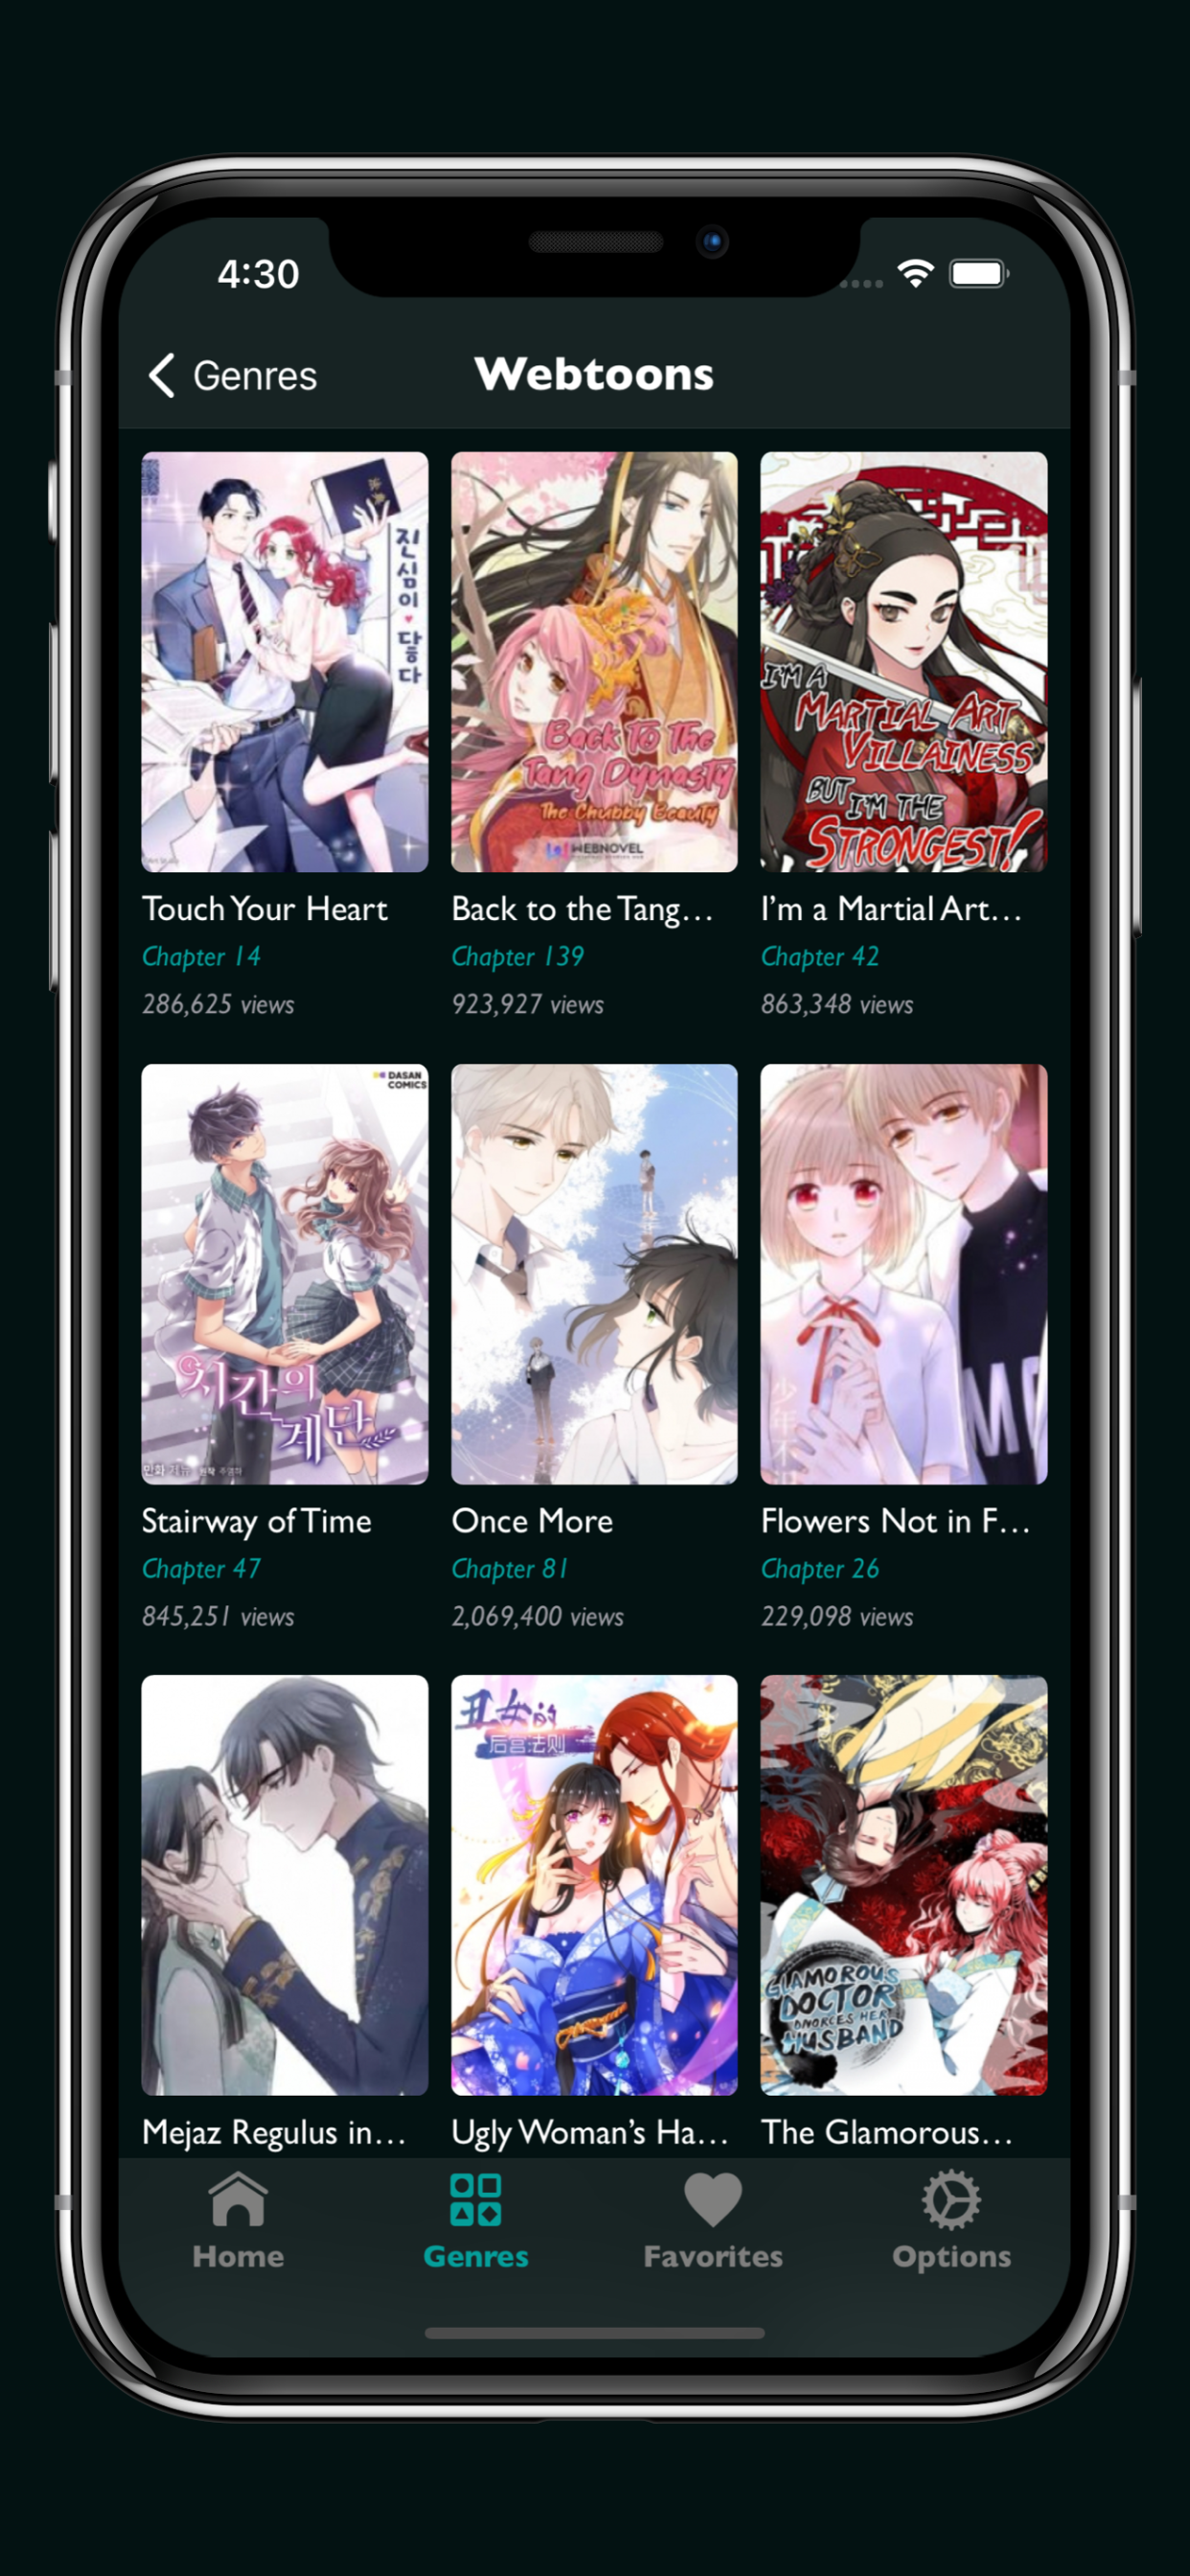 4:30
Genres
Webtoons
진심이
♥
닿다
Back To The
Tang Dynasty
The Chubby Beauty
WEBNOVEL
I'M A
MARTIAL ART
VILLAINESS
BUT I'M THE
STRONGEST!
Touch Your Heart
Back to the Tang...
I'm a Martial Art...
Chapter 14
Chapter 139
Chapter 42
286,625 views
923,927 views
863,348 views
DASAN
COMICS
시간의
계단
Stairway of Time
Once More
Flowers Not in F...
Chapter 47
Chapter 81
Chapter 26
845,251 views
2,069,400 views
229,098 views
丑女的
后宫法则
GLAMOROUS
DOCTOR
DIVORCES HER
HUSBAND
Mejaz Regulus in...
Ugly Woman's Ha...
The Glamorous...
Home
Genres
Favorites
Options